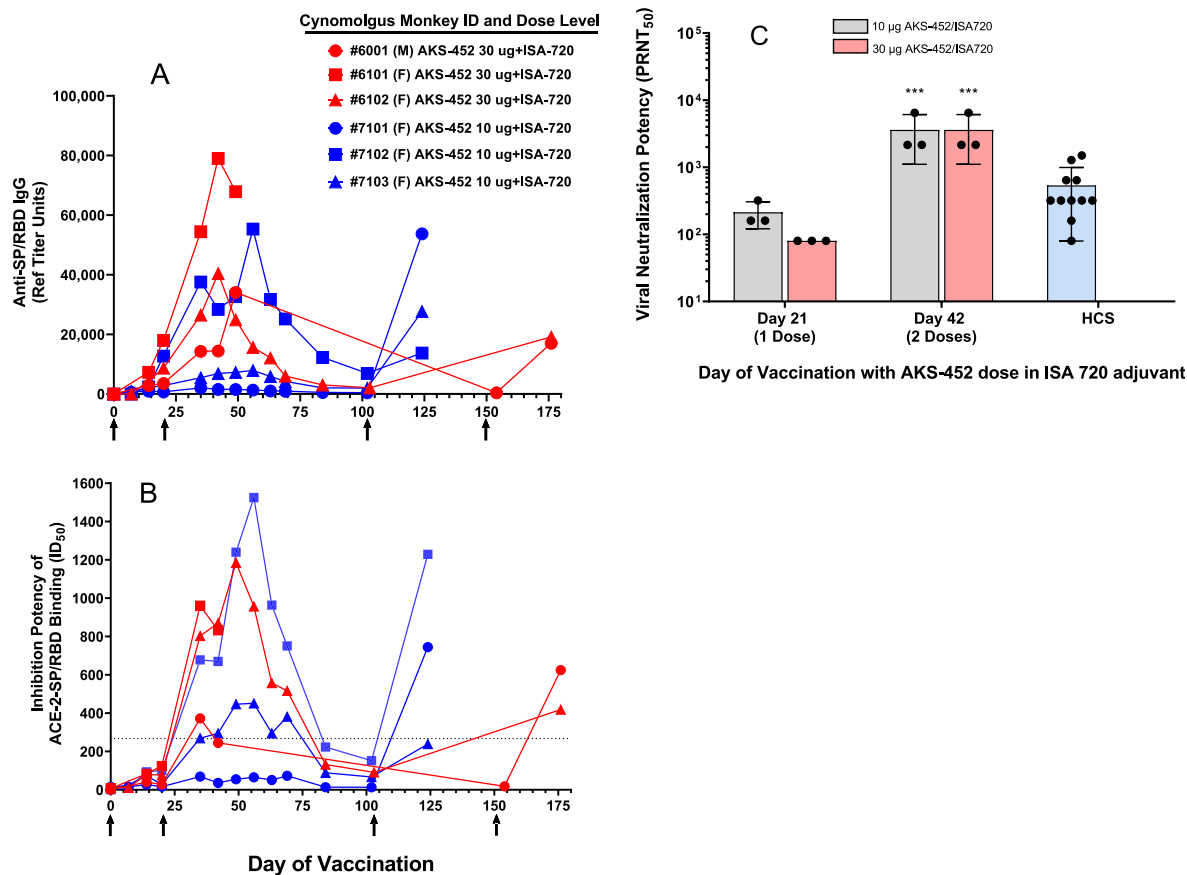 Cynomolgus Monkey ID and Dose Level
#6001 (M) AKS-452 30 ug+ISA-720
#6101 (F) AKS-452 30 ug+ISA-720
#6102 (F) AKS-452 30 ug+ISA-720
#7101 (F) AKS-452 10 ug+ISA-720
#7102 (F) AKS-452 10 ug+ISA-720
#7103 (F) AKS-452 10 ug+ISA-720
A
Anti-SP/RBD IgG
(Ref Titer Units)
100,000
80,000
60,000
40,000
20,000
0
0 25 50 75 100 125 150 175
B
Inhibition Potency of
ACE-2-SP/RBD Binding (ID50)
1600
1400
1200
1000
800
600
400
200
0
0 25 50 75 100 125 150 175
Day of Vaccination
C
10 µg AKS-452/ISA720
30 µg AKS-452/ISA720
Viral Neutralization Potency (PRNT50)
10^5
10^4
10^3
10^2
10^1
*** ***
Day 21 Day 42 HCS
(1 Dose) (2 Doses)
Day of Vaccination with AKS-452 dose in ISA 720 adjuvant